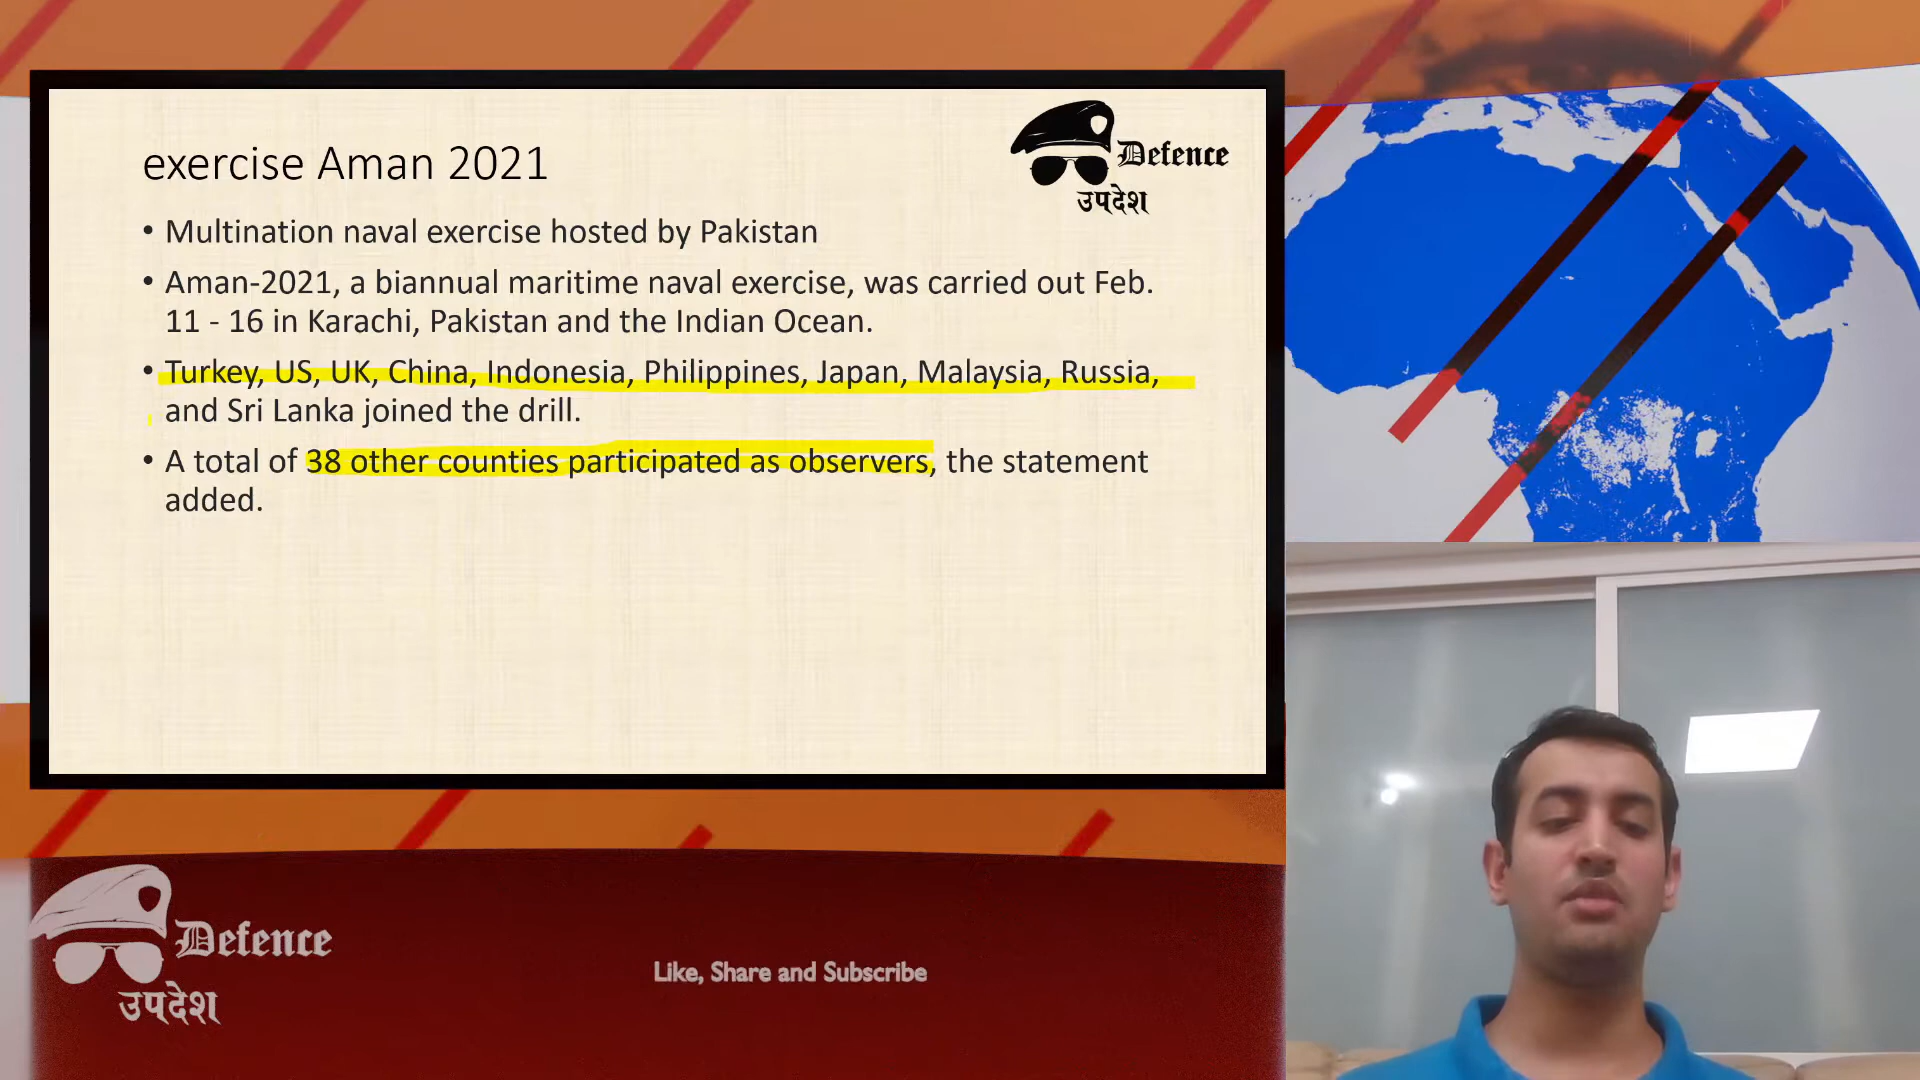 exercise Aman 2021
Defence
उपदेश
• Multination naval exercise hosted by Pakistan
• Aman-2021, a biannual maritime naval exercise, was carried out Feb.
11 - 16 in Karachi, Pakistan and the Indian Ocean.
• Turkey, US, UK, China, Indonesia, Philippines, Japan, Malaysia, Russia,
and Sri Lanka joined the drill.
• A total of 38 other counties participated as observers, the statement
added.
Defence
उपदेश
Like, Share and Subscribe